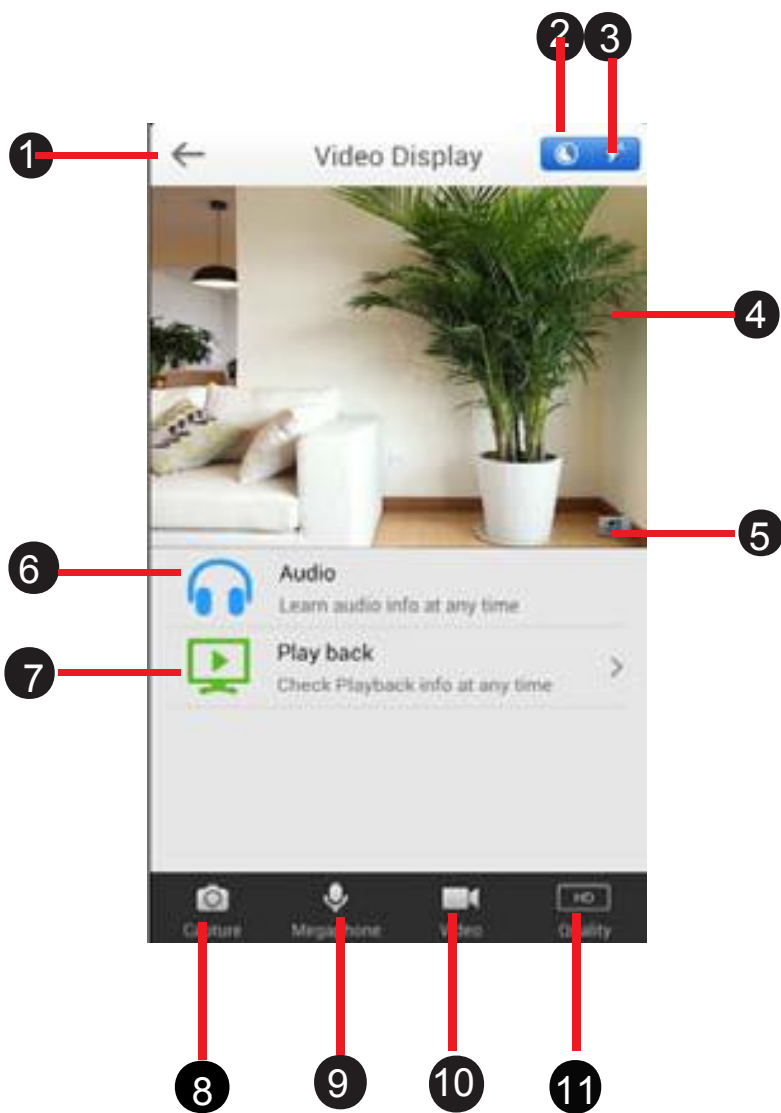 2 3
1
Video Display
4
5
6
Audio
Learn audio info at any time
7
Play back
Check Playback info at any time
HD
Capture Megaphone Video Quality
8 9 10 11